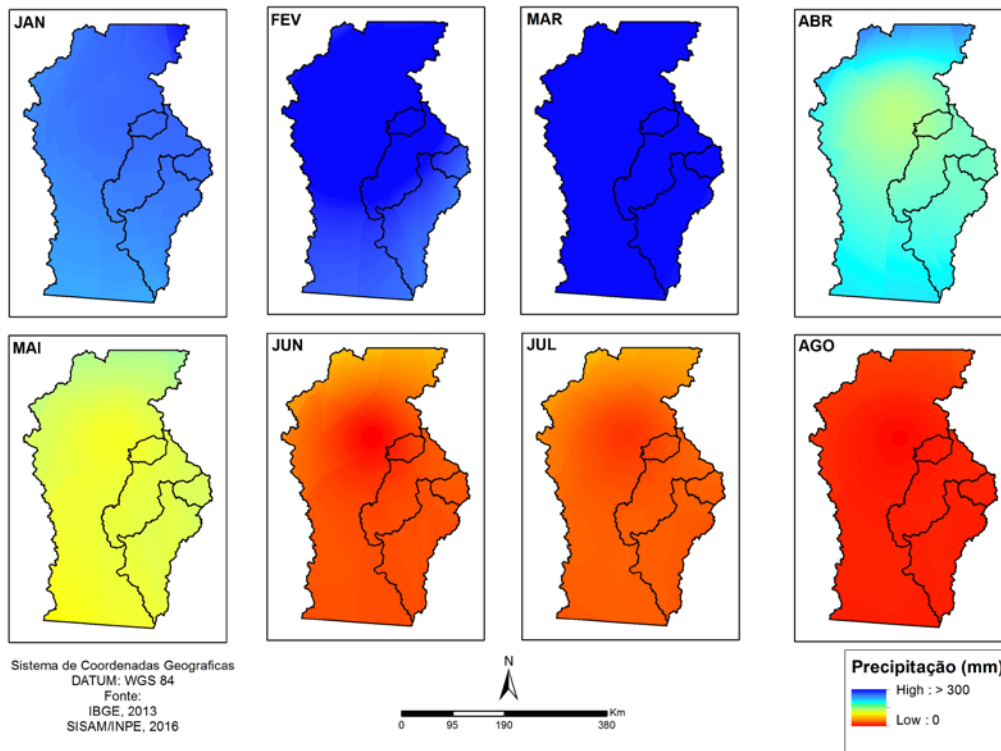 JAN
FEV
MAR
ABR
MAI
JUN
JUL
AGO
Sistema de Coordenadas Geograficas
DATUM: WGS 84
Fonte:
IBGE, 2013
SISAM/INPE, 2016
N
Km
0 95 190 380
Precipitação (mm)
High : > 300
Low : 0